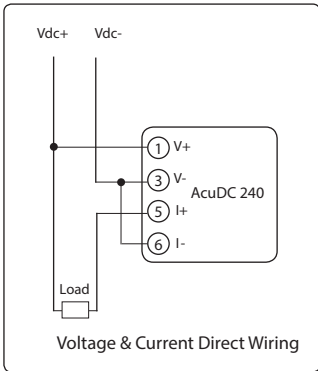 Vdc+ Vdc-
1 V+
3 V-
AcuDC 240
5 I+
6 I-
Load
Voltage & Current Direct Wiring